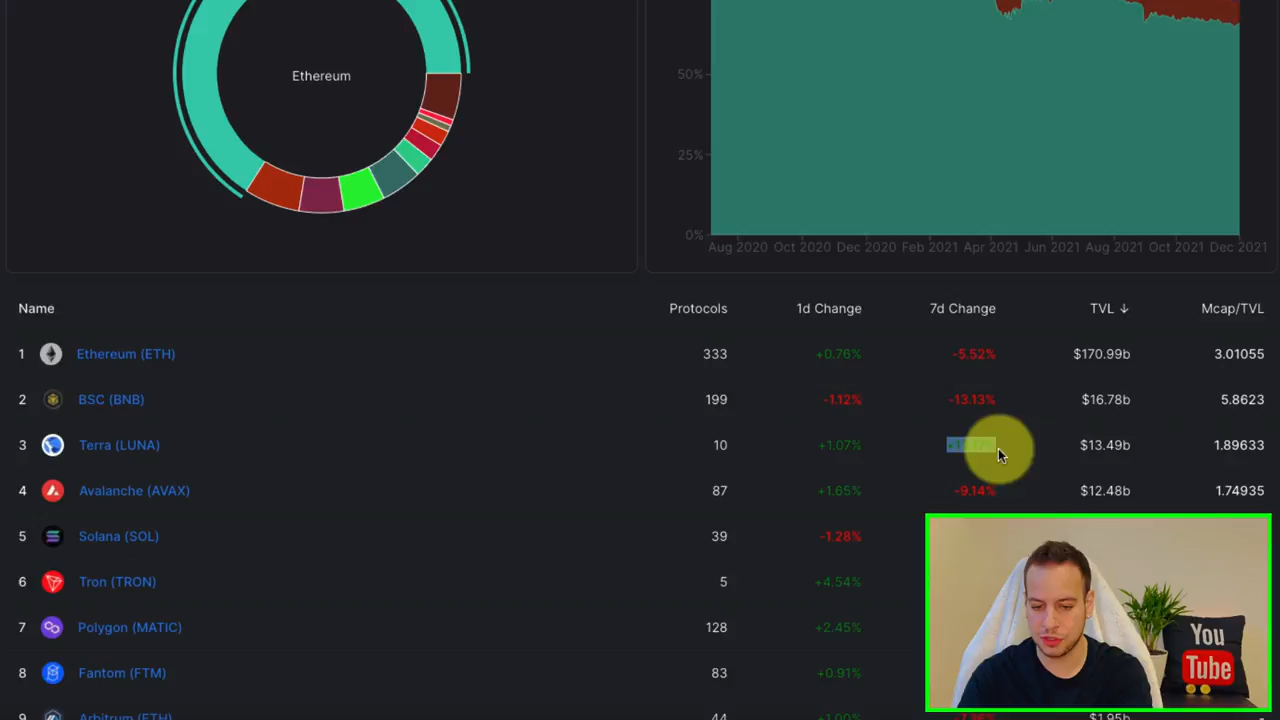 Ethereum
50%
25%
0%
Aug 2020 Oct 2020 Dec 2020 Feb 2021 Apr 2021 Jun 2021 Aug 2021 Oct 2021 Dec 2021
Name Protocols 1d Change 7d Change TVL ↓ Mcap/TVL
1 Ethereum (ETH) 333 +0.76% -5.52% $170.99b 3.01055
2 BSC (BNB) 199 -1.12% -13.13% $16.78b 5.8623
3 Terra (LUNA) 10 +1.07% $13.49b 1.89633
4 Avalanche (AVAX) 87 +1.65% -9.14% $12.48b 1.74935
5 Solana (SOL) 39 -1.28%
6 Tron (TRON) 5 +4.54%
7 Polygon (MATIC) 128 +2.45%
8 Fantom (FTM) 83 +0.91%
9 Arbitrum (ETH) 44 $1.95b
You
Tube